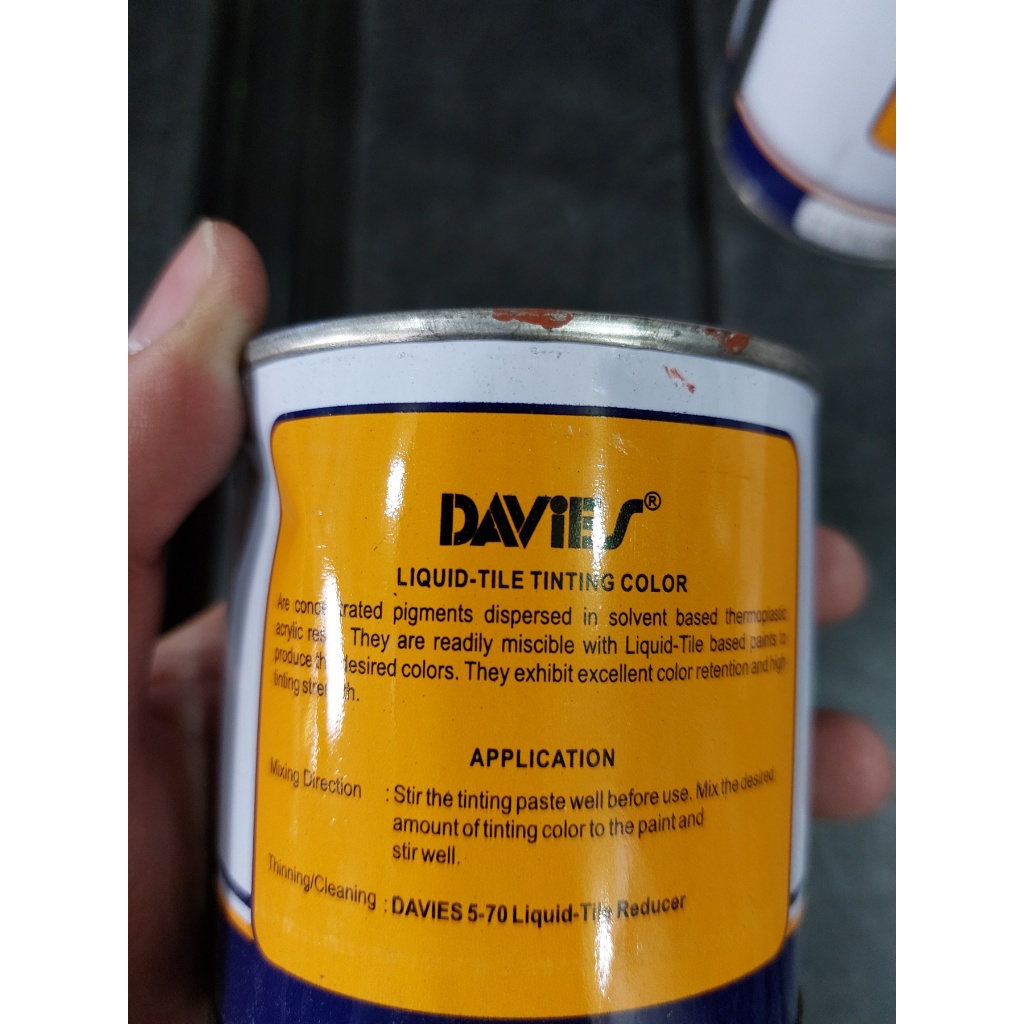 DAViES®
LIQUID-TILE TINTING COLOR
Are concentrated pigments dispersed in solvent based thermoplastic
acrylic resin. They are readily miscible with Liquid-Tile based paints to
produce the desired colors. They exhibit excellent color retention and high
tinting strength.
APPLICATION
Mixing Direction : Stir the tinting paste well before use. Mix the desired
amount of tinting color to the paint and
stir well.
Thinning/Cleaning : DAVIES 5-70 Liquid-Tile Reducer